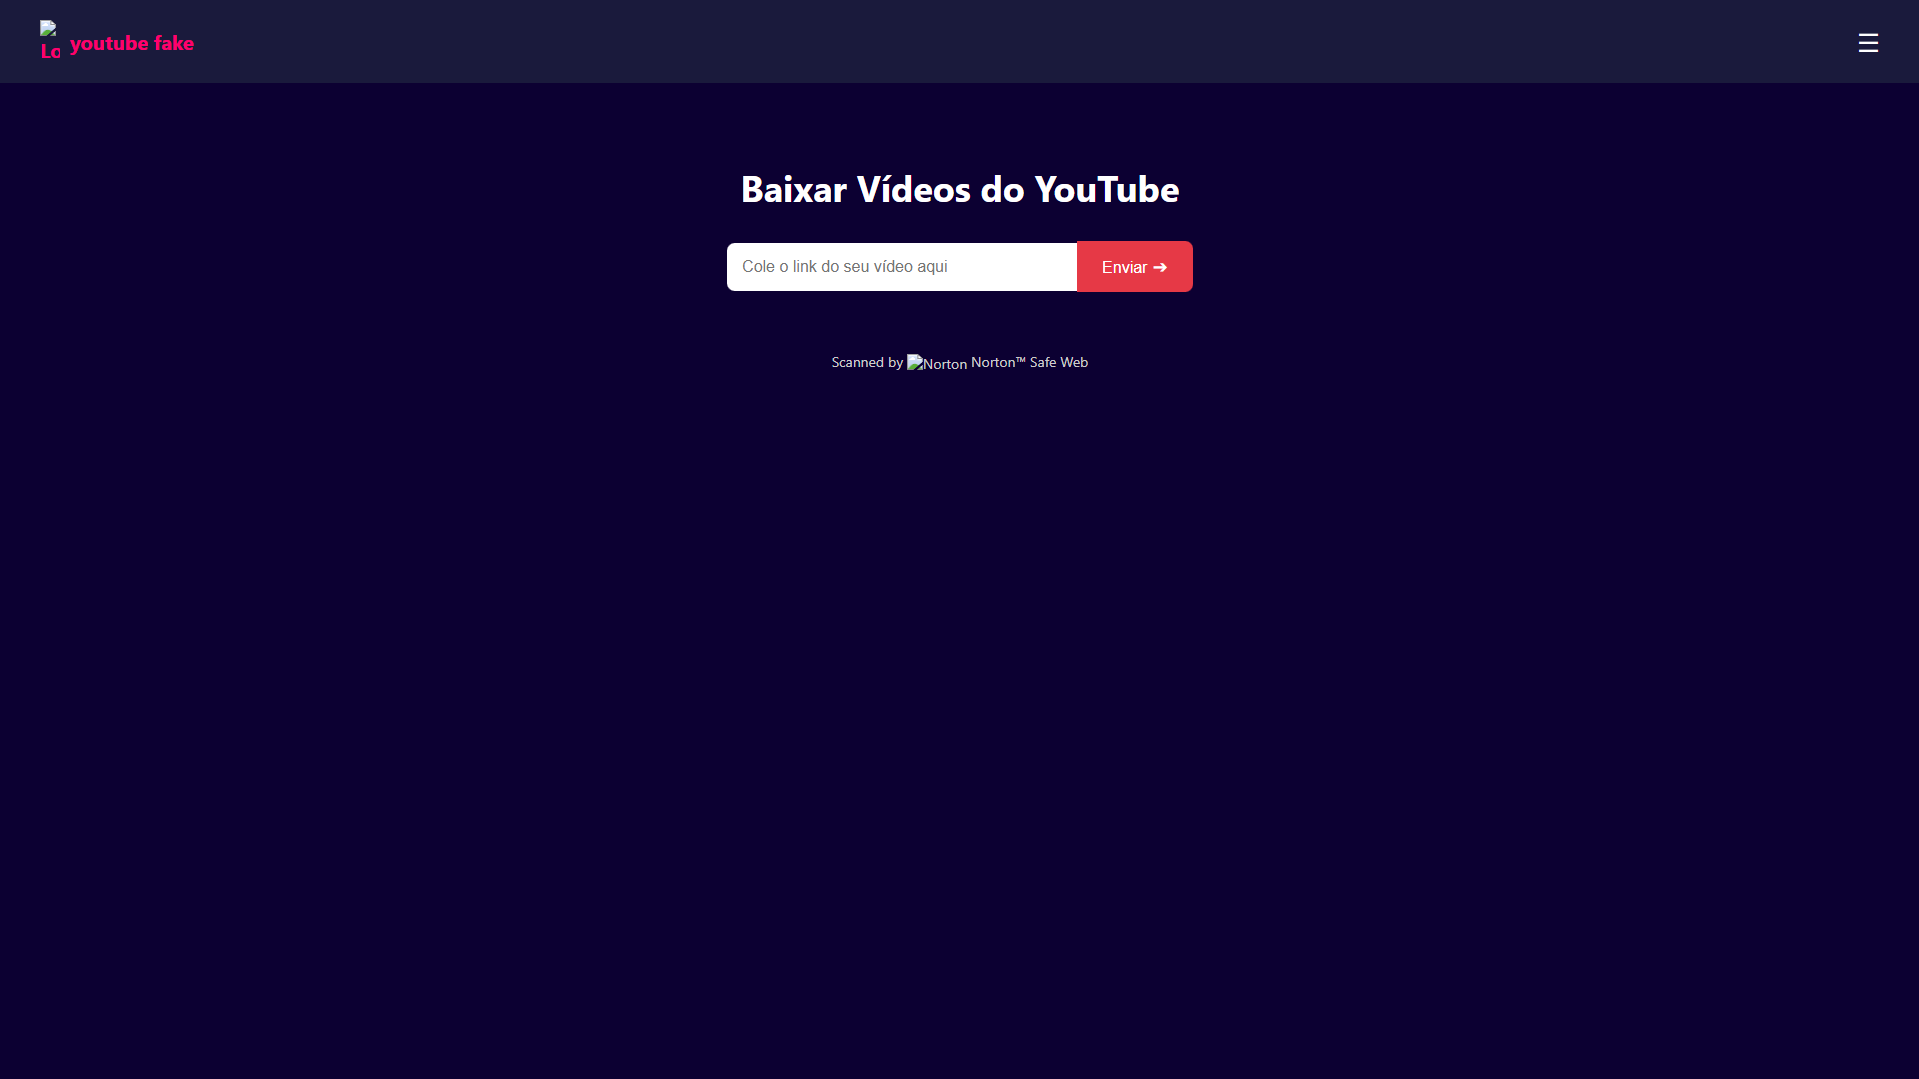 Lo youtube fake ☰
Baixar Vídeos do YouTube
Cole o link do seu vídeo aqui
Enviar ➔
Scanned by Norton Norton™ Safe Web